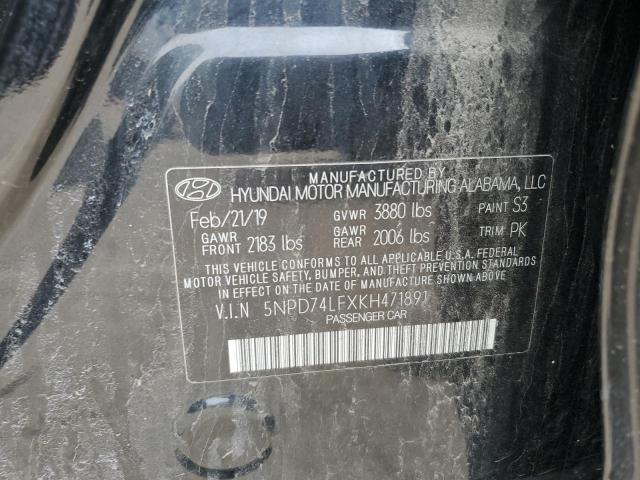 MANUFACTURED BY
HYUNDAI MOTOR MANUFACTURING ALABAMA, LLC
Feb/21/19 GVWR 3880 lbs PAINT S3
GAWR FRONT 2183 lbs GAWR REAR 2006 lbs TRIM PK
THIS VEHICLE CONFORMS TO ALL APPLICABLE U.S.A. FEDERAL
MOTOR VEHICLE SAFETY, BUMPER, AND THEFT PREVENTION STANDARDS
IN EFFECT ON THE DATE OF MANUFACTURE SHOWN ABOVE
V.I.N 5NPD74LFXKH471891
PASSENGER CAR